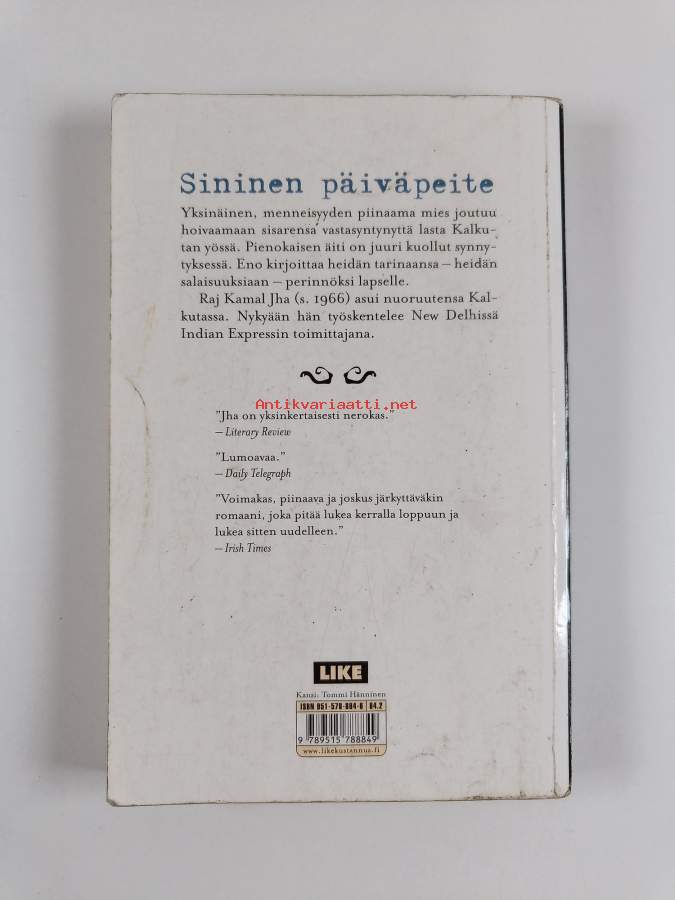 Sininen päiväpeite
Yksinäinen, menneisyyden piinaama mies joutuu
hoivaamaan sisarensa vastasyntynyttä lasta Kalku-
tan yössä. Pienokaisen äiti on juuri kuollut synny-
tyksessä. Eno kirjoittaa heidän tarinaansa – heidän
salaisuuksiaan – perinnöksi lapselle.
Raj Kamal Jha (s. 1966) asui nuoruutensa Kal-
kutassa. Nykyään hän työskentelee New Delhissä
Indian Expressin toimittajana.
Antikvariaatti.net
”Jha on yksinkertaisesti nerokas.”
– Literary Review
”Lumoavaa.”
– Daily Telegraph
”Voimakas, piinaava ja joskus järkyttäväkin
romaani, joka pitää lukea kerralla loppuun ja
lukea sitten uudelleen.”
– Irish Times
LIKE
Kansi: Tommi Hänninen
ISBN 951-578-884-6 84.2
9 789515 788849
www.likekustannus.fi